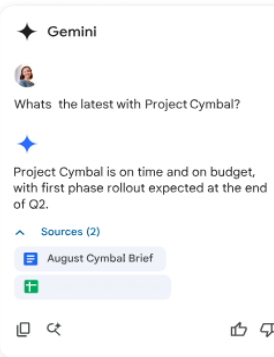 Gemini
Whats the latest with Project Cymbal?
Project Cymbal is on time and on budget,
with first phase rollout expected at the end
of Q2.
Sources (2)
August Cymbal Brief